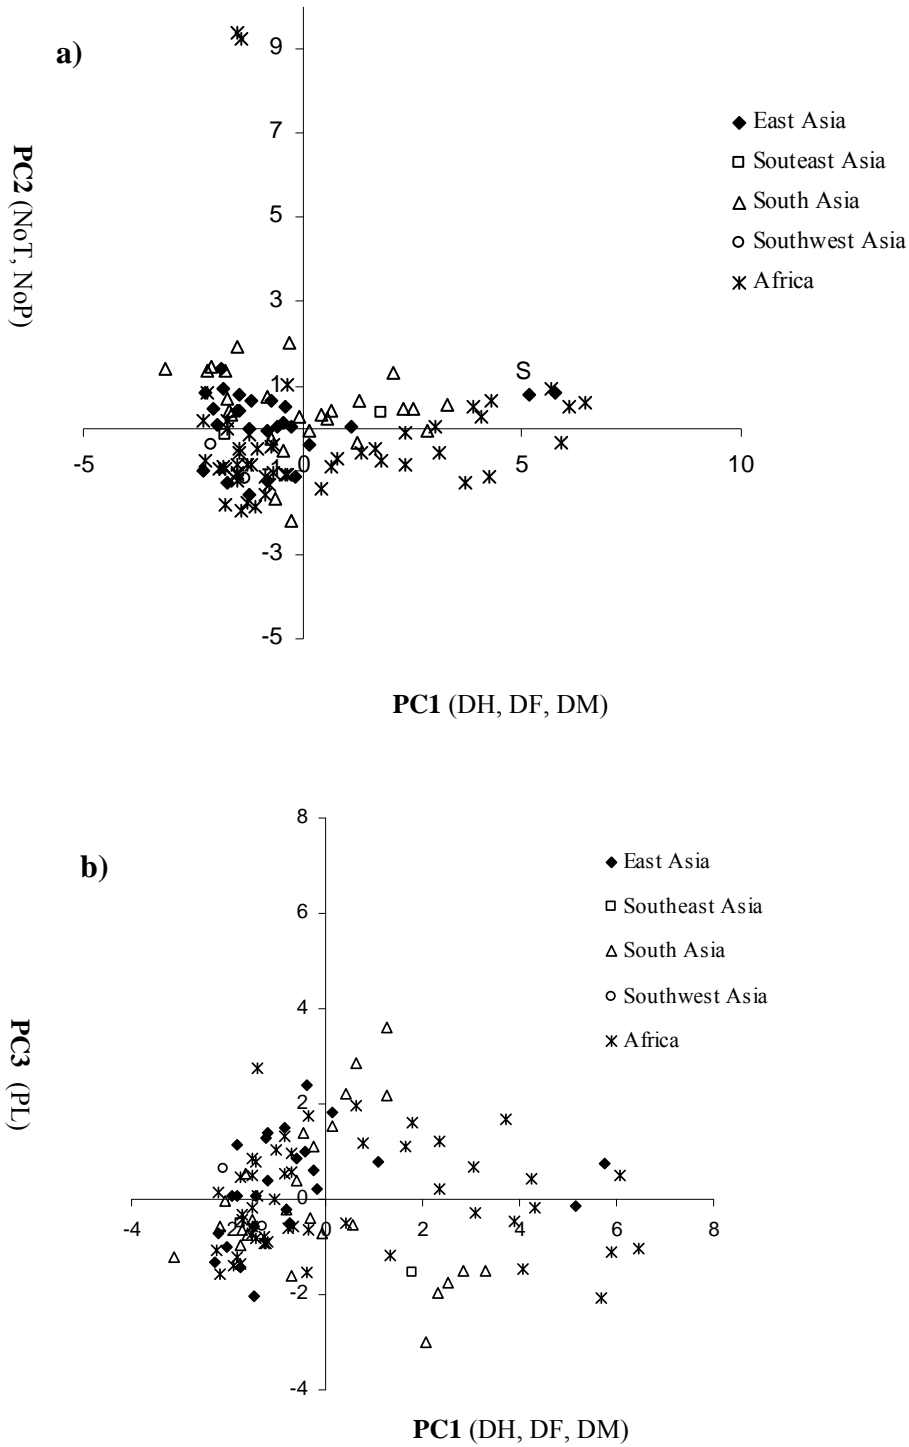 a)
9
7
5
3
1
-1
-3
-5
-5
0
5
10
S
East Asia
Souteast Asia
South Asia
Southwest Asia
Africa
PC2 (NoT, NoP)
PC1 (DH, DF, DM)
b)
8
6
4
2
0
-2
-4
-4
-2
0
2
4
6
8
East Asia
Southeast Asia
South Asia
Southwest Asia
Africa
PC3 (PL)
PC1 (DH, DF, DM)